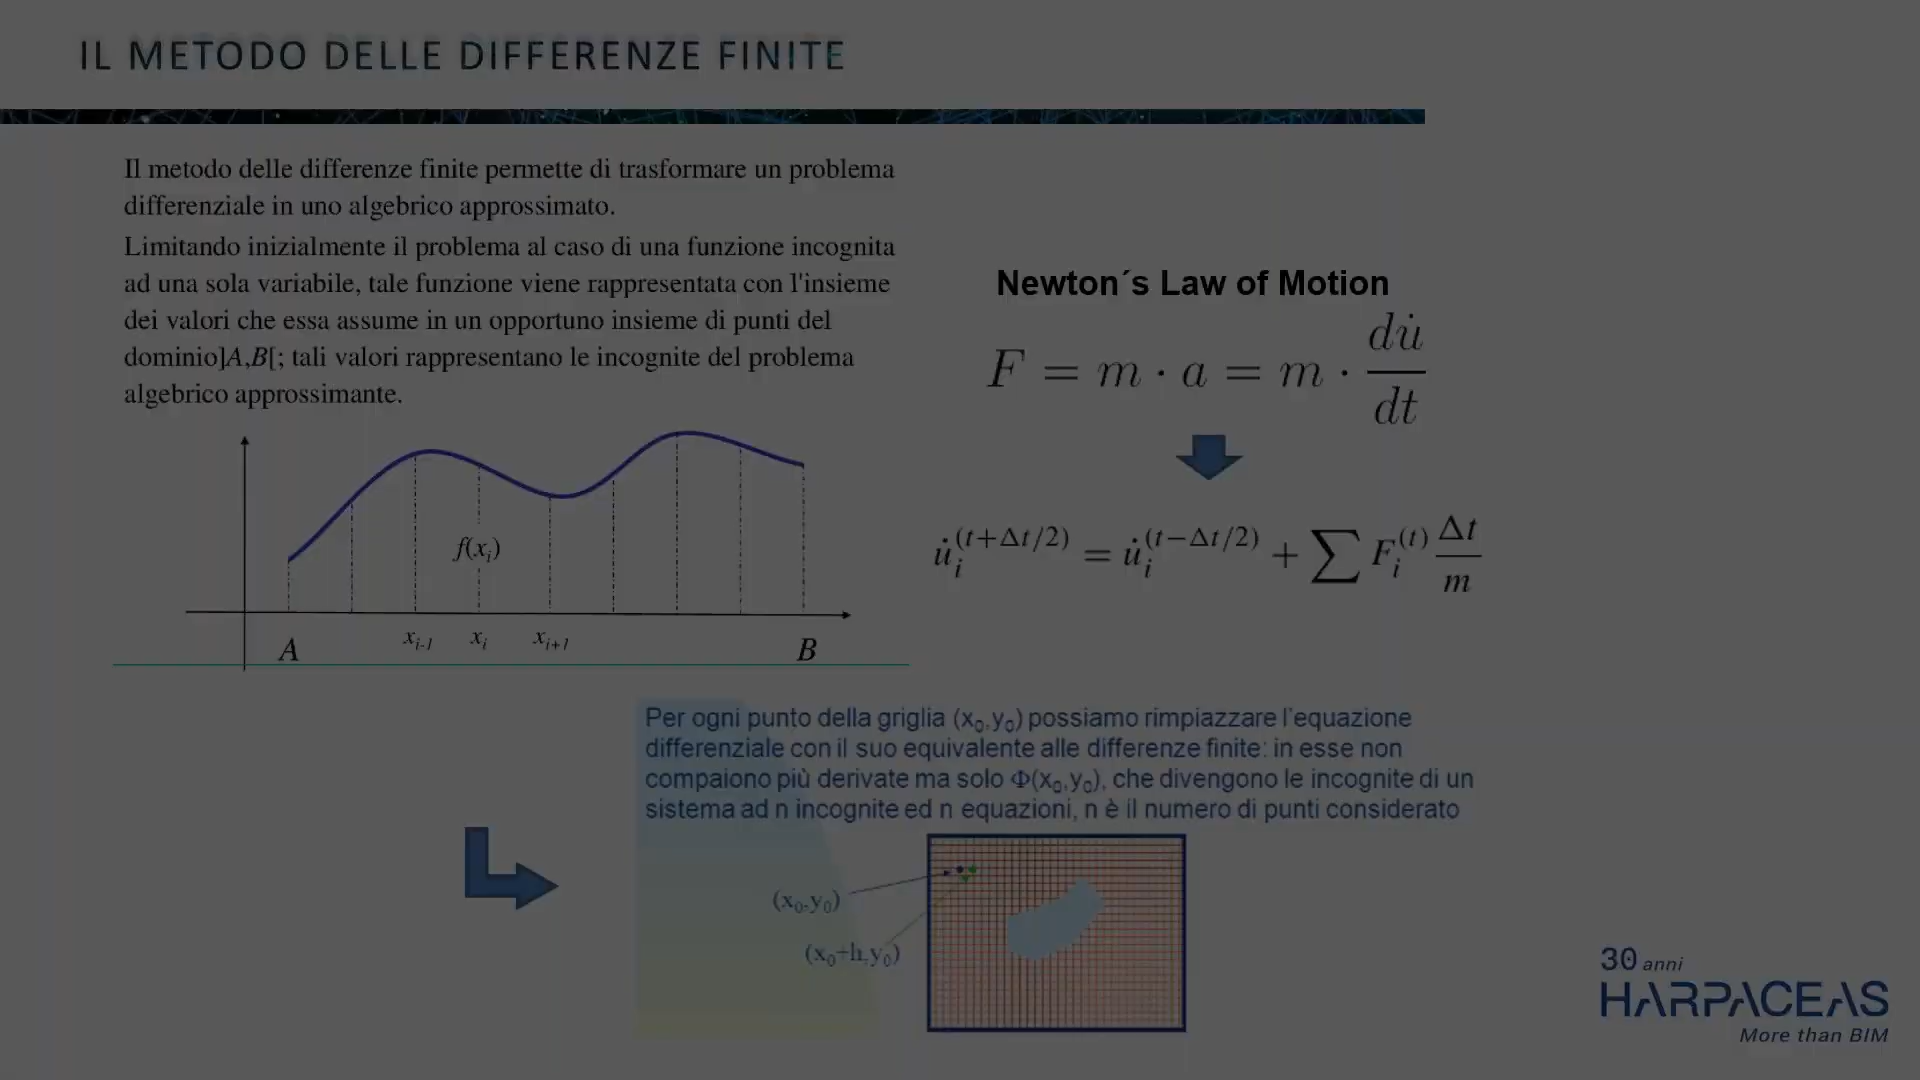 IL METODO DELLE DIFFERENZE FINITE
Il metodo delle differenze finite permette di trasformare un problema
differenziale in uno algebrico approssimato.
Limitando inizialmente il problema al caso di una funzione incognita
ad una sola variabile, tale funzione viene rappresentata con l'insieme
dei valori che essa assume in un opportuno insieme di punti del
dominio]A,B[; tali valori rappresentano le incognite del problema
algebrico approssimante.
f(xᵢ)
A
xᵢ₋₁
xᵢ
xᵢ₊₁
B
Newton´s Law of Motion
F = m · a = m · du̇/dt
u̇ᵢ^(t+Δt/2) = u̇ᵢ^(t−Δt/2) + ∑ Fᵢ^(t) Δt/m
Per ogni punto della griglia (x₀,y₀) possiamo rimpiazzare l'equazione
differenziale con il suo equivalente alle differenze finite: in esse non
compaiono più derivate ma solo Φ(x₀,y₀), che divengono le incognite di un
sistema ad n incognite ed n equazioni, n è il numero di punti considerato
(x₀,y₀)
(x₀+h,y₀)
30 anni
HARPACEAS
More than BIM